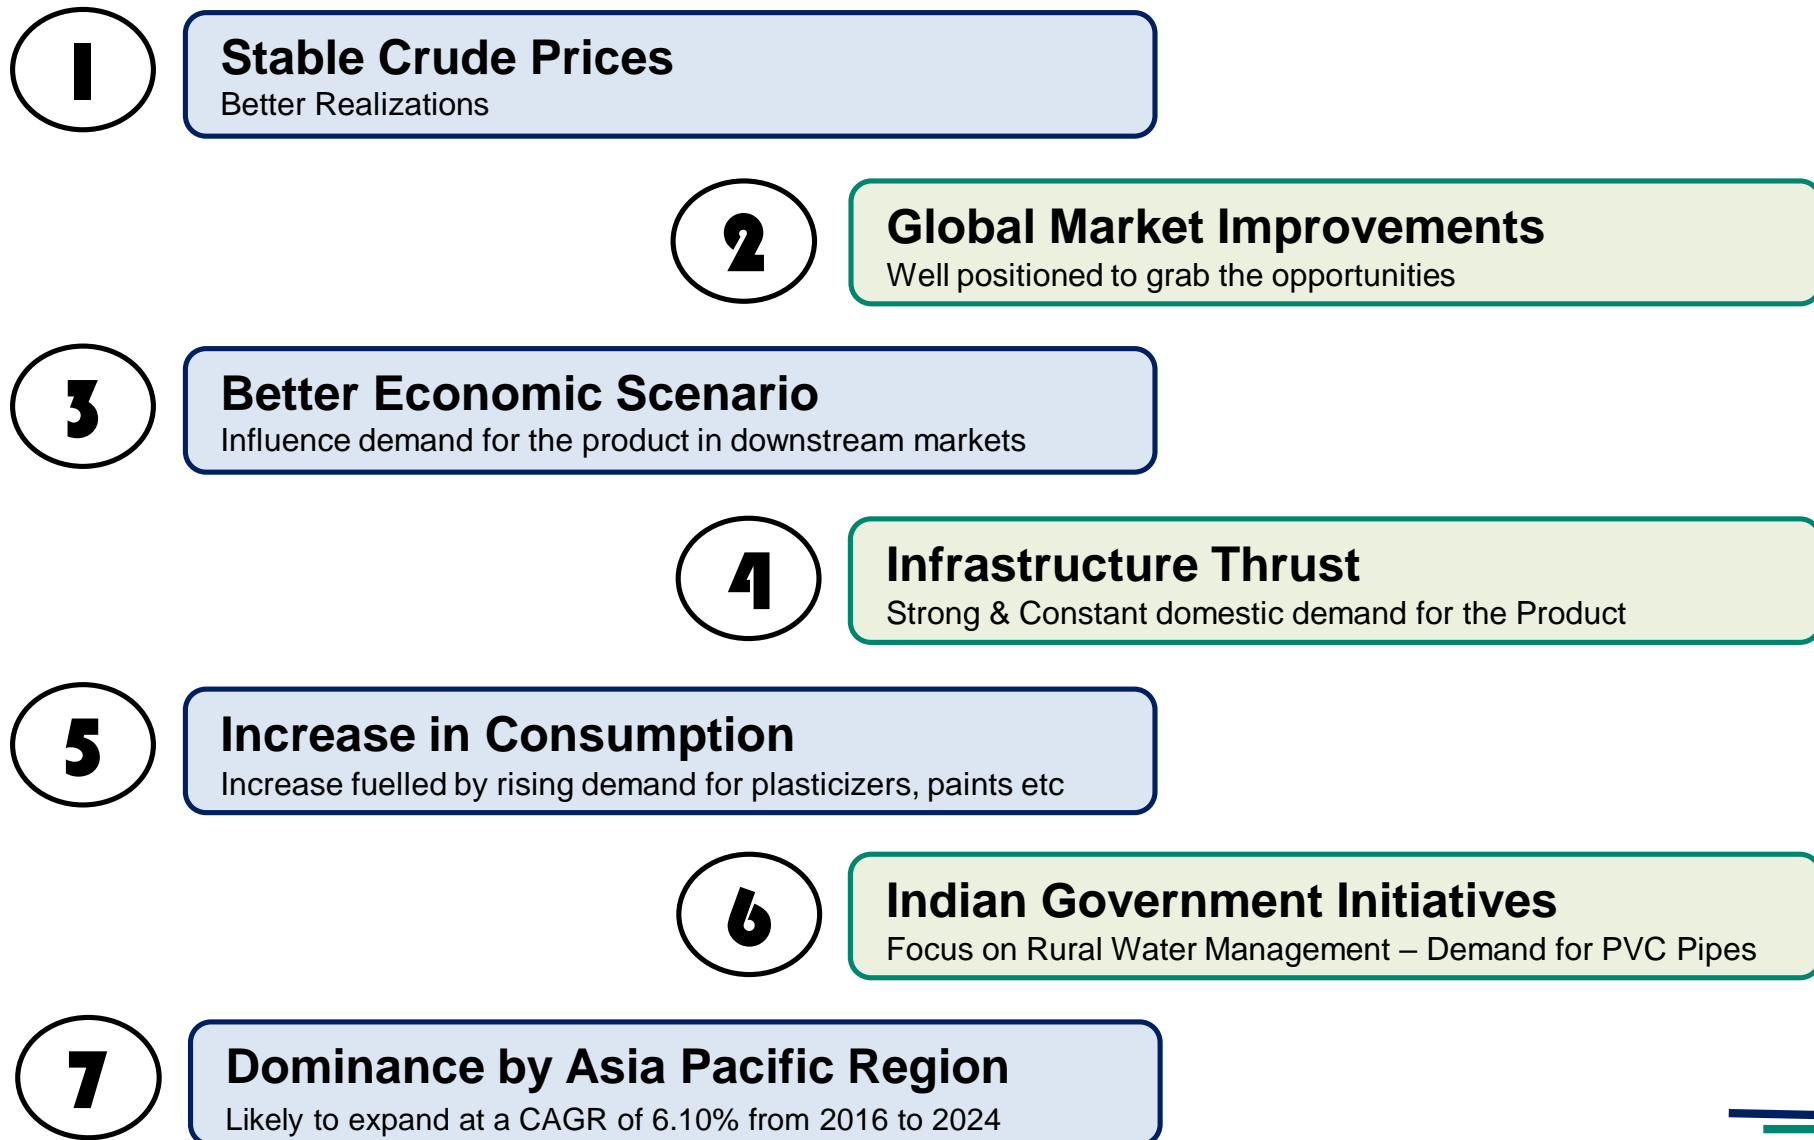 1
Stable Crude Prices
Better Realizations
2
Global Market Improvements
Well positioned to grab the opportunities
3
Better Economic Scenario
Influence demand for the product in downstream markets
4
Infrastructure Thrust
Strong & Constant domestic demand for the Product
5
Increase in Consumption
Increase fuelled by rising demand for plasticizers, paints etc
6
Indian Government Initiatives
Focus on Rural Water Management – Demand for PVC Pipes
7
Dominance by Asia Pacific Region
Likely to expand at a CAGR of 6.10% from 2016 to 2024